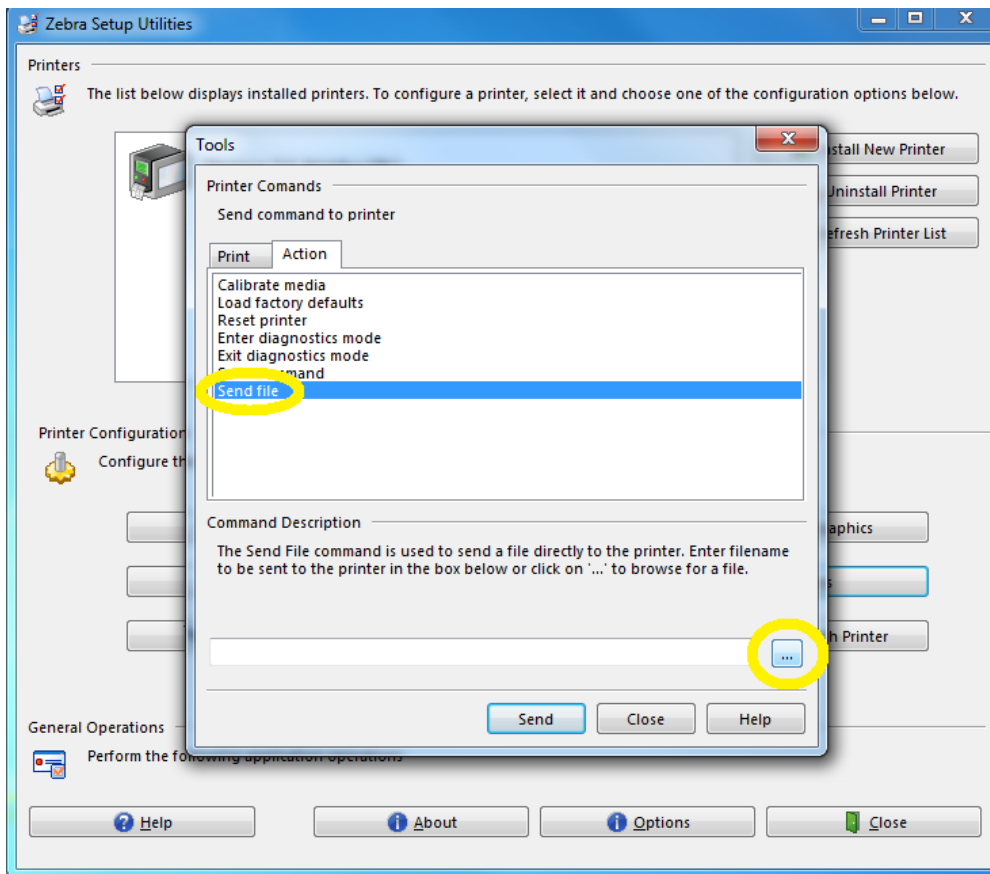 Zebra Setup Utilities
Printers
The list below displays installed printers. To configure a printer, select it and choose one of the configuration options below.
Tools
Install New Printer
Printer Comands
Uninstall Printer
Send command to printer
Refresh Printer List
Print
Action
Calibrate media
Load factory defaults
Reset printer
Enter diagnostics mode
Exit diagnostics mode
Send file
Printer Configuration
Configure
Command Description
The Send File command is used to send a file directly to the printer. Enter filename
to be sent to the printer in the box below or click on '...' to browse for a file.
Printer
...
Send
Close
Help
General Operations
Perform the following application operations
Help
About
Options
Close